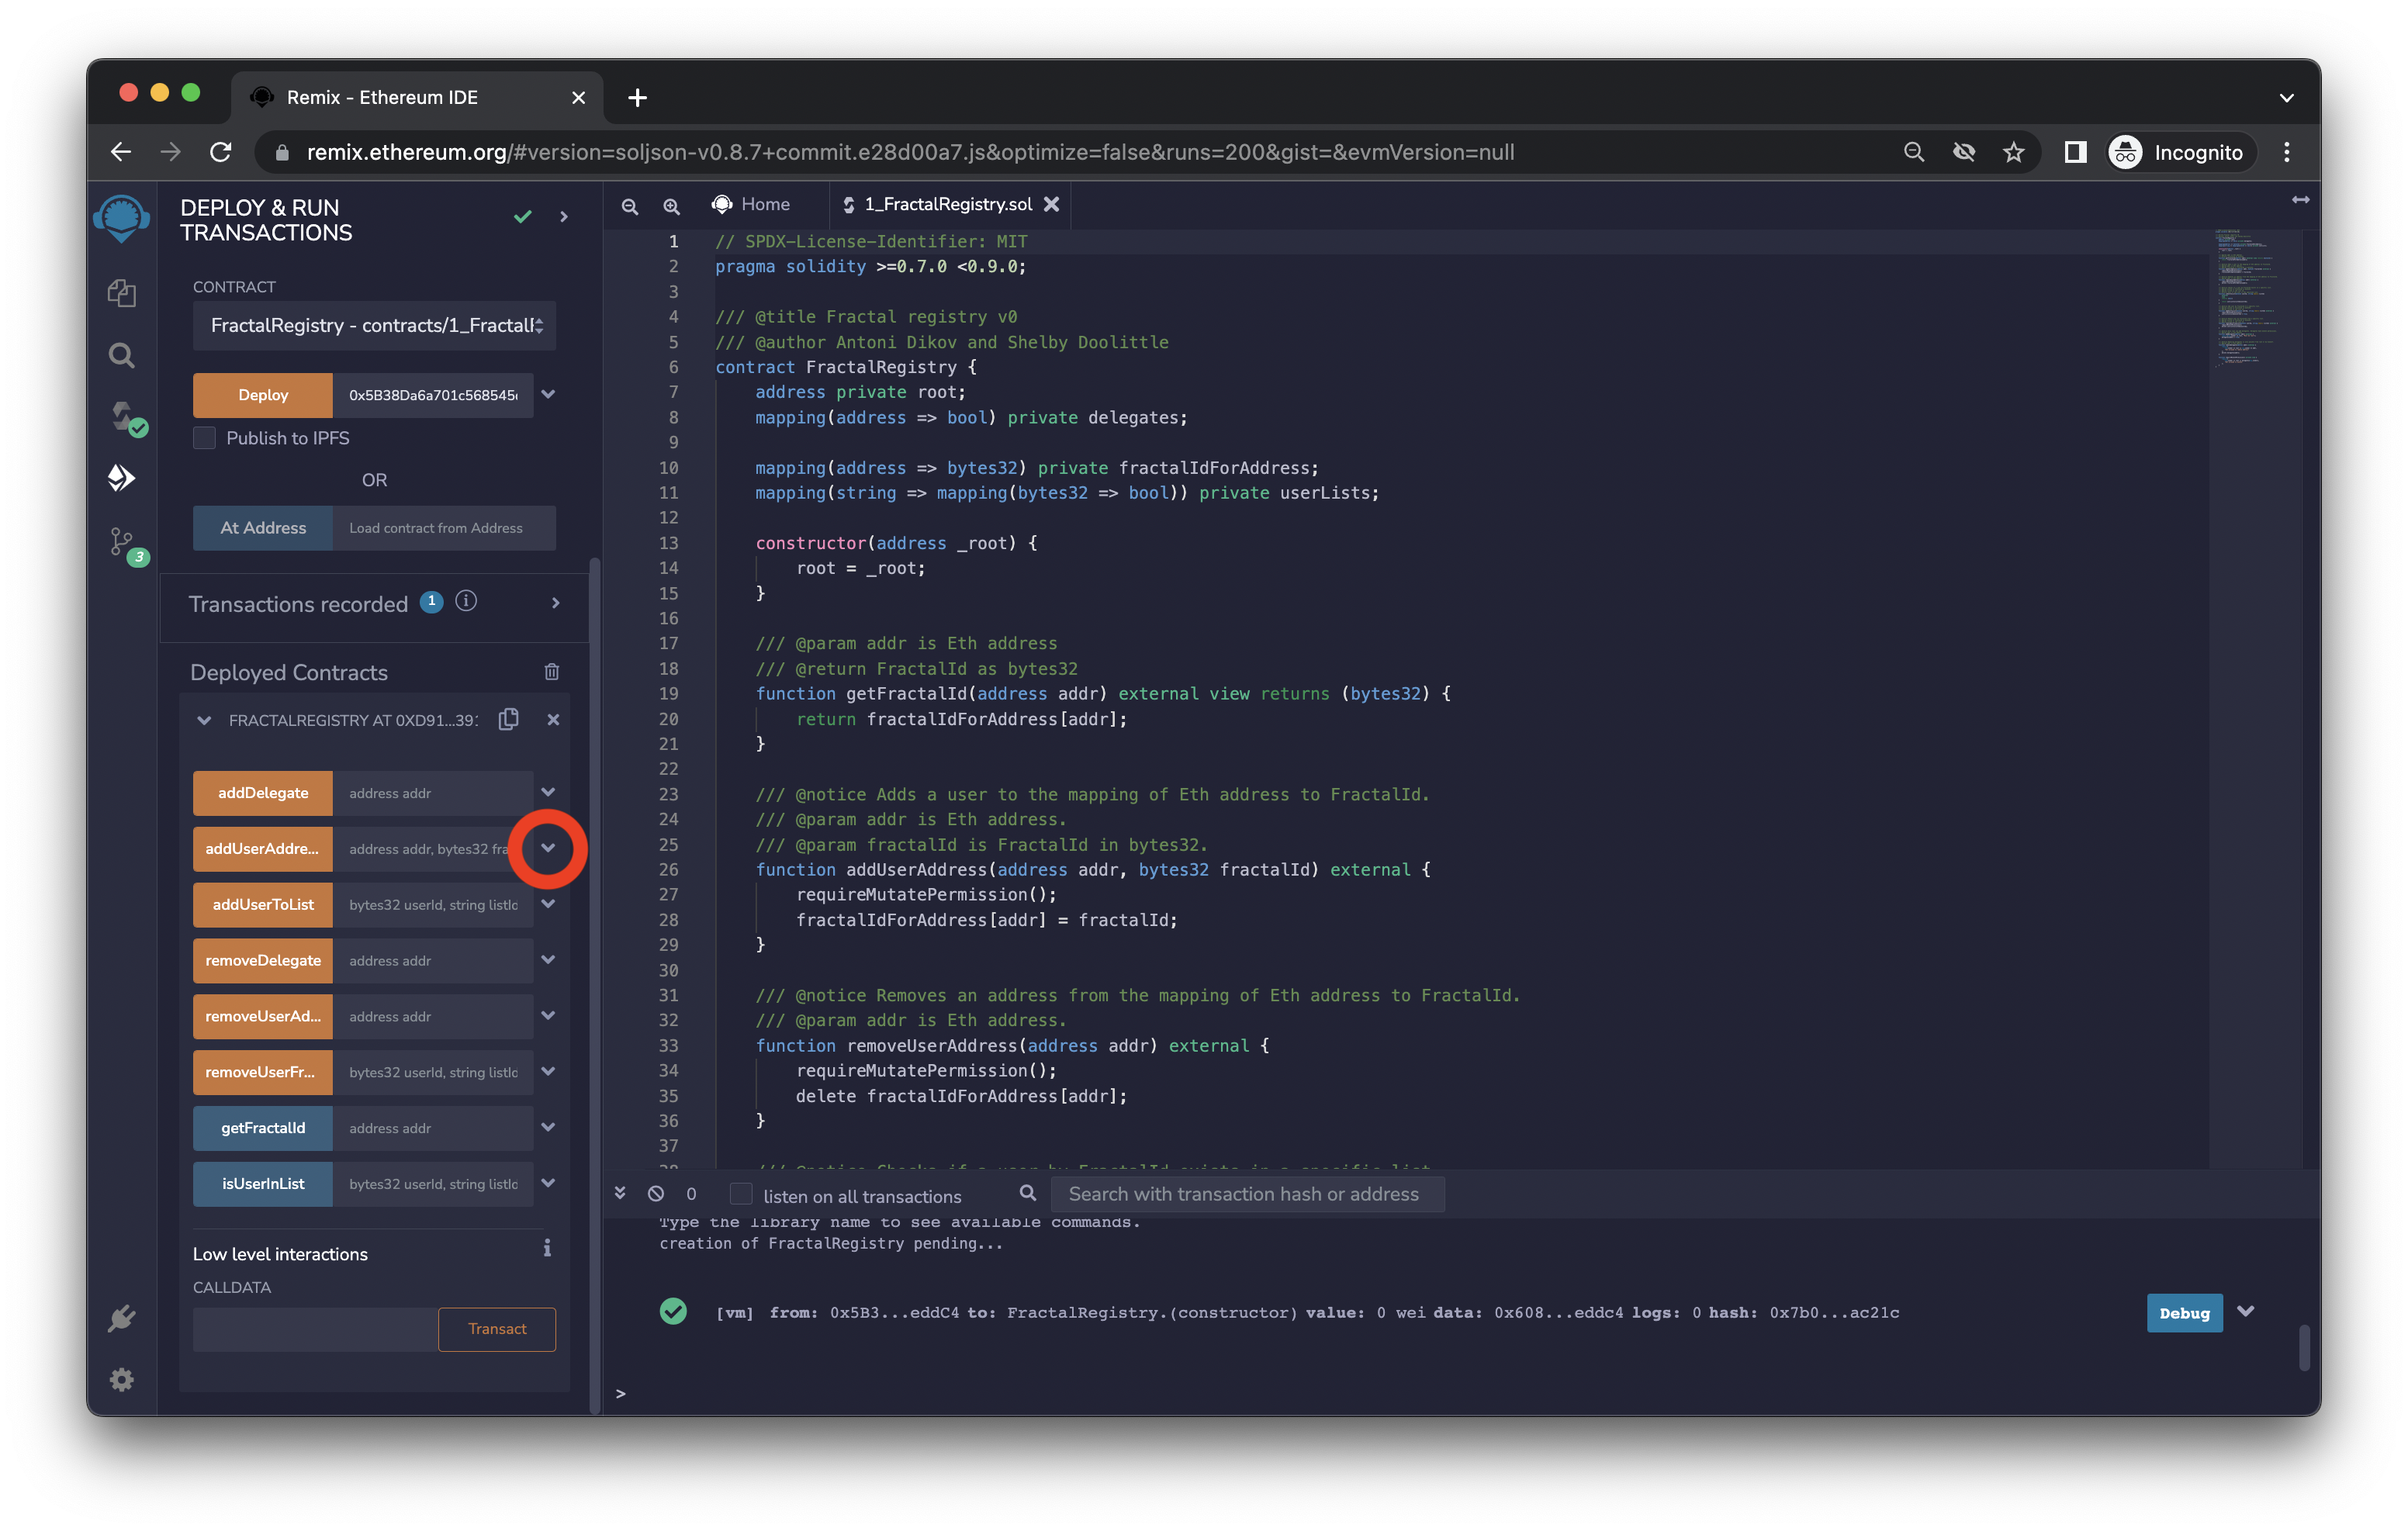 Remix - Ethereum IDE
remix.ethereum.org/#version=soljson-v0.8.7+commit.e28d00a7.js&optimize=false&runs=200&gist=&evmVersion=null
Incognito
DEPLOY & RUN
TRANSACTIONS
CONTRACT
FractalRegistry - contracts/1_Fractal
Deploy
0x5B38Da6a701c568545
Publish to IPFS
OR
At Address
Load contract from Address
3
Transactions recorded 1
Deployed Contracts
FRACTALREGISTRY AT 0XD91...39
addDelegate
address addr
addUserAddre...
address addr, bytes32 fra
addUserToList
bytes32 userId, string listIc
removeDelegate
address addr
removeUserAd...
address addr
removeUserFr...
bytes32 userId, string listIc
getFractalId
address addr
isUserInList
bytes32 userId, string listIc
Low level interactions
CALLDATA
Transact
Home
1_FractalRegistry.sol
1 // SPDX-License-Identifier: MIT
2 pragma solidity >=0.7.0 <0.9.0;
3
4 /// @title Fractal registry v0
5 /// @author Antoni Dikov and Shelby Doolittle
6 contract FractalRegistry {
7 address private root;
8 mapping(address => bool) private delegates;
9
10 mapping(address => bytes32) private fractalIdForAddress;
11 mapping(string => mapping(bytes32 => bool)) private userLists;
12
13 constructor(address _root) {
14 root = _root;
15 }
16
17 /// @param addr is Eth address
18 /// @return FractalId as bytes32
19 function getFractalId(address addr) external view returns (bytes32) {
20 return fractalIdForAddress[addr];
21 }
22
23 /// @notice Adds a user to the mapping of Eth address to FractalId.
24 /// @param addr is Eth address.
25 /// @param fractalId is FractalId in bytes32.
26 function addUserAddress(address addr, bytes32 fractalId) external {
27 requireMutatePermission();
28 fractalIdForAddress[addr] = fractalId;
29 }
30
31 /// @notice Removes an address from the mapping of Eth address to FractalId.
32 /// @param addr is Eth address.
33 function removeUserAddress(address addr) external {
34 requireMutatePermission();
35 delete fractalIdForAddress[addr];
36 }
37
38 /// @notice Checks if a user by FractalId exists in a specific list
0
listen on all transactions
Search with transaction hash or address
Type the library name to see available commands.
creation of FractalRegistry pending...
[vm] from: 0x5B3...eddC4 to: FractalRegistry.(constructor) value: 0 wei data: 0x608...eddc4 logs: 0 hash: 0x7b0...ac21c
Debug
>